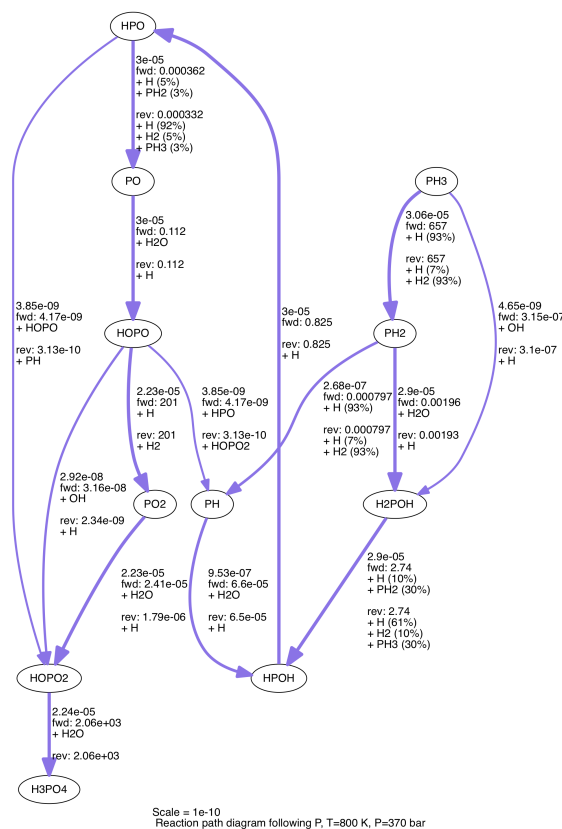 HPO
3e-05
fwd: 0.000362
+ H (5%)
+ PH2 (3%)
rev: 0.000332
+ H (92%)
+ H2 (5%)
+ PH3 (3%)
PO
PH3
3e-05
fwd: 0.112
+ H2O
rev: 0.112
+ H
3.06e-05
fwd: 657
+ H (93%)
rev: 657
+ H (7%)
+ H2 (93%)
3.85e-09
fwd: 4.17e-09
+ HOPO
rev: 3.13e-10
+ PH
3e-05
fwd: 0.825
rev: 0.825
+ H
4.65e-09
fwd: 3.15e-07
+ OH
rev: 3.1e-07
+ H
HOPO
PH2
2.23e-05
fwd: 201
+ H
rev: 201
+ H2
3.85e-09
fwd: 4.17e-09
+ HPO
rev: 3.13e-10
+ HOPO2
2.68e-07
fwd: 0.000797
+ H (93%)
rev: 0.000797
+ H (7%)
+ H2 (93%)
2.9e-05
fwd: 0.00196
+ H2O
rev: 0.00193
+ H
2.92e-08
fwd: 3.16e-08
+ OH
rev: 2.34e-09
+ H
PO2
PH
H2POH
2.23e-05
fwd: 2.41e-05
+ H2O
rev: 1.79e-06
+ H
9.53e-07
fwd: 6.6e-05
+ H2O
rev: 6.5e-05
+ H
2.9e-05
fwd: 2.74
+ H (10%)
+ PH2 (30%)
rev: 2.74
+ H (61%)
+ H2 (10%)
+ PH3 (30%)
HOPO2
HPOH
2.24e-05
fwd: 2.06e+03
+ H2O
rev: 2.06e+03
H3PO4
Scale = 1e-10
Reaction path diagram following P, T=800 K, P=370 bar